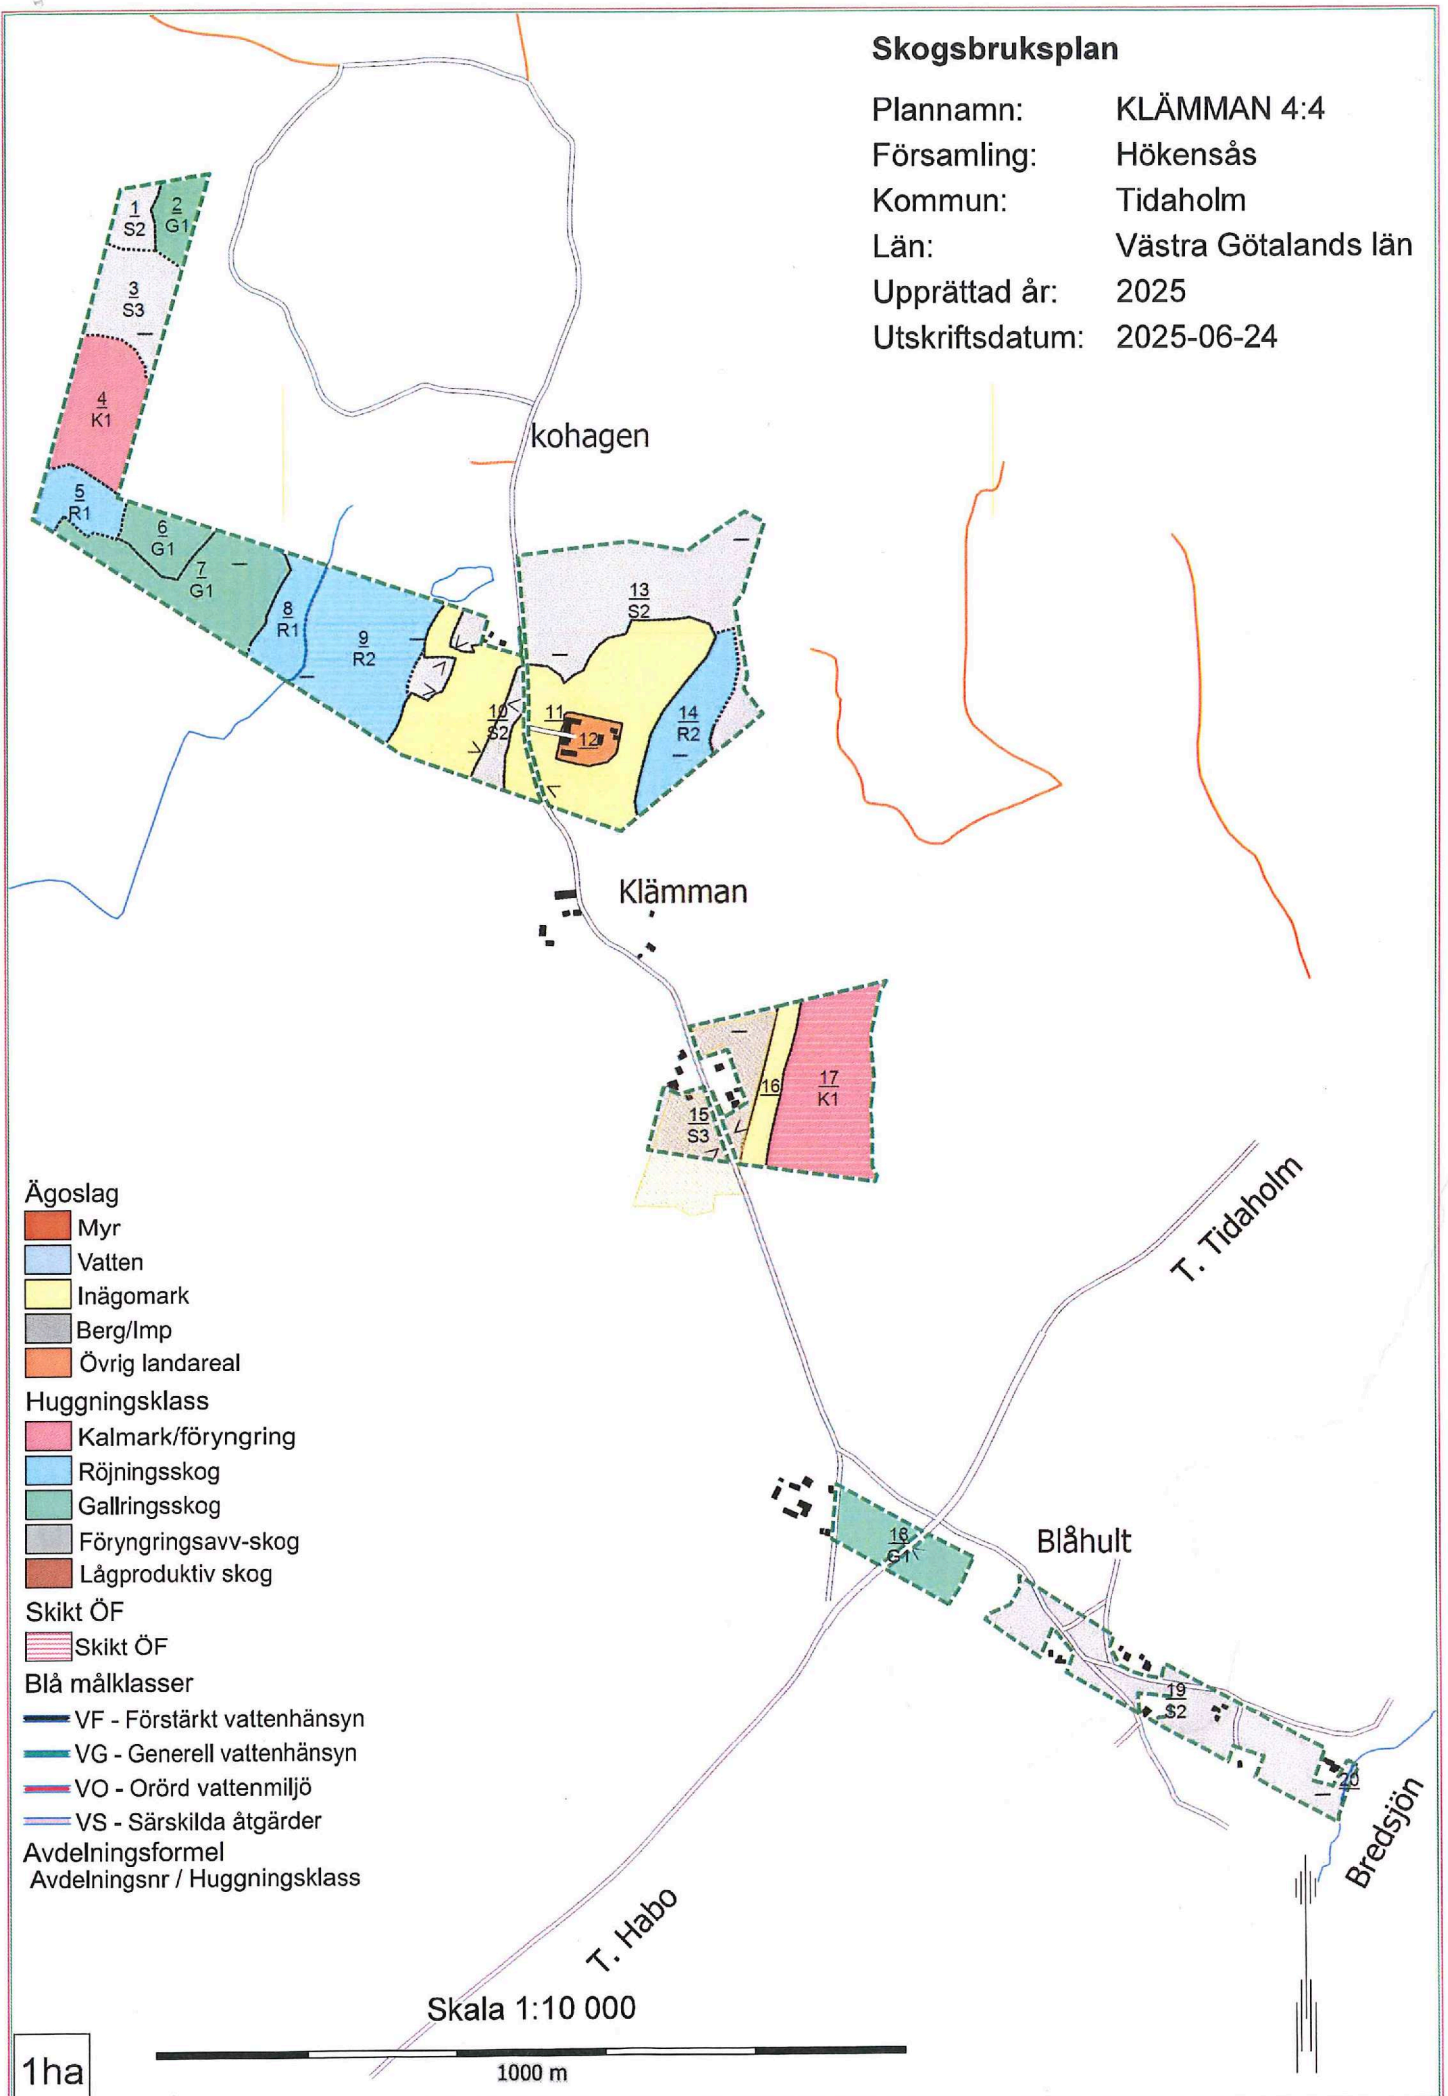 Skogsbruksplan
Plannamn: KLÄMMAN 4:4
Församling: Hökensås
Kommun: Tidaholm
Län: Västra Götalands län
Upprättad år: 2025
Utskriftsdatum: 2025-06-24
1
S2
2
G1
3
S3
4
K1
kohagen
5
R1
6
G1
7
G1
8
R1
9
R2
13
S2
10
S2
11
12
14
R2
Klämman
16
17
K1
15
S3
T. Tidaholm
Ägoslag
Myr
Vatten
Inägomark
Berg/Imp
Övrig landareal
Huggningsklass
Kalmark/föryngring
Röjningsskog
Gallringsskog
Föryngringsavv-skog
Lågproduktiv skog
Skikt ÖF
Skikt ÖF
Blå målklasser
VF - Förstärkt vattenhänsyn
VG - Generell vattenhänsyn
VO - Orörd vattenmiljö
VS - Särskilda åtgärder
Avdelningsformel
Avdelningsnr / Huggningsklass
18
G1
Blåhult
19
S2
20
Bredsjön
T. Habo
Skala 1:10 000
1ha
1000 m